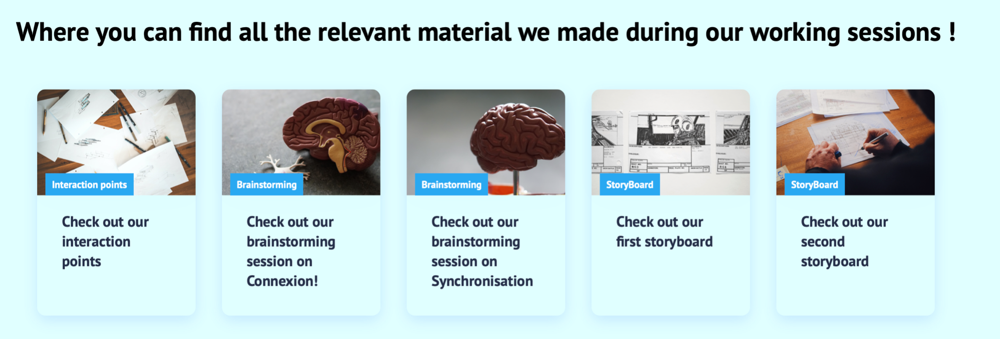 Where you can find all the relevant material we made during our working sessions !
Interaction points
Check out our
interaction
points
Brainstorming
Check out our
brainstorming
session on
Connexion!
Brainstorming
Check out our
brainstorming
session on
Synchronisation
StoryBoard
Check out our
first storyboard
StoryBoard
Check out our
second
storyboard